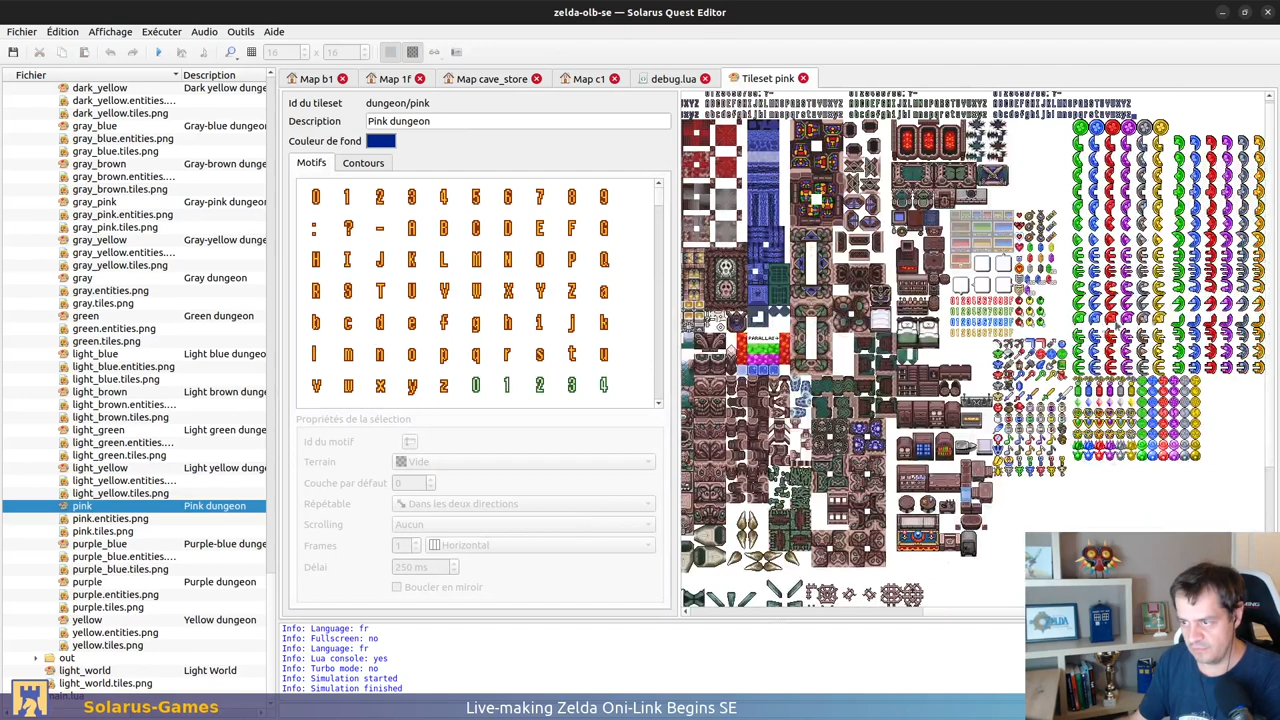 zelda-olb-se — Solarus Quest Editor
Fichier Édition Affichage Exécuter Audio Outils Aide
16 x 16
Fichier Description
Map b1 Map 1f Map cave_store Map c1 debug.lua Tileset pink
dark_yellow Dark yellow dunge
dark_yellow.entities....
dark_yellow.tiles.png
gray_blue Gray-blue dungeor
gray_blue.entities.png
gray_blue.tiles.png
gray_brown Gray-brown dunge
gray_brown.entities....
gray_brown.tiles.png
gray_pink Gray-pink dungeor
gray_pink.entities.png
gray_pink.tiles.png
gray_yellow Gray-yellow dunge
gray_yellow.entities....
gray_yellow.tiles.png
gray Gray dungeon
gray.entities.png
gray.tiles.png
green Green dungeon
green.entities.png
green.tiles.png
light_blue Light blue dungeor
light_blue.entities.png
light_blue.tiles.png
light_brown Light brown dunge
light_brown.entities....
light_brown.tiles.png
light_green Light green dunge
light_green.entities....
light_green.tiles.png
light_yellow Light yellow dunge
light_yellow.entities....
light_yellow.tiles.png
pink Pink dungeon
pink.entities.png
pink.tiles.png
purple_blue Purple-blue dunge
purple_blue.entities....
purple_blue.tiles.png
purple Purple dungeon
purple.entities.png
purple.tiles.png
yellow Yellow dungeon
yellow.entities.png
yellow.tiles.png
out
light_world Light World
light_world.tiles.png
main.lua
Id du tileset dungeon/pink
Description Pink dungeon
Couleur de fond
Motifs Contours
0 1 2 3 4 5 6 7 8 9
: ? - A B C D E F G
H I J K L M N O P Q
R S T U V W X Y Z a
b c d e f g h i j k
l m n o p q r s t u
v w x y z 0 1 2 3 4
Propriétés de la sélection
Id du motif
Terrain Vide
Couche par défaut 0
Répétable Dans les deux directions
Scrolling Aucun
Frames 1 Horizontal
Délai 250 ms
Boucler en miroir
PARALLAX
Info: Language: fr
Info: Fullscreen: no
Info: Language: fr
Info: Lua console: yes
Info: Turbo mode: no
Info: Simulation started
Info: Simulation finished
Solarus-Games
Live-making Zelda Oni-Link Begins SE